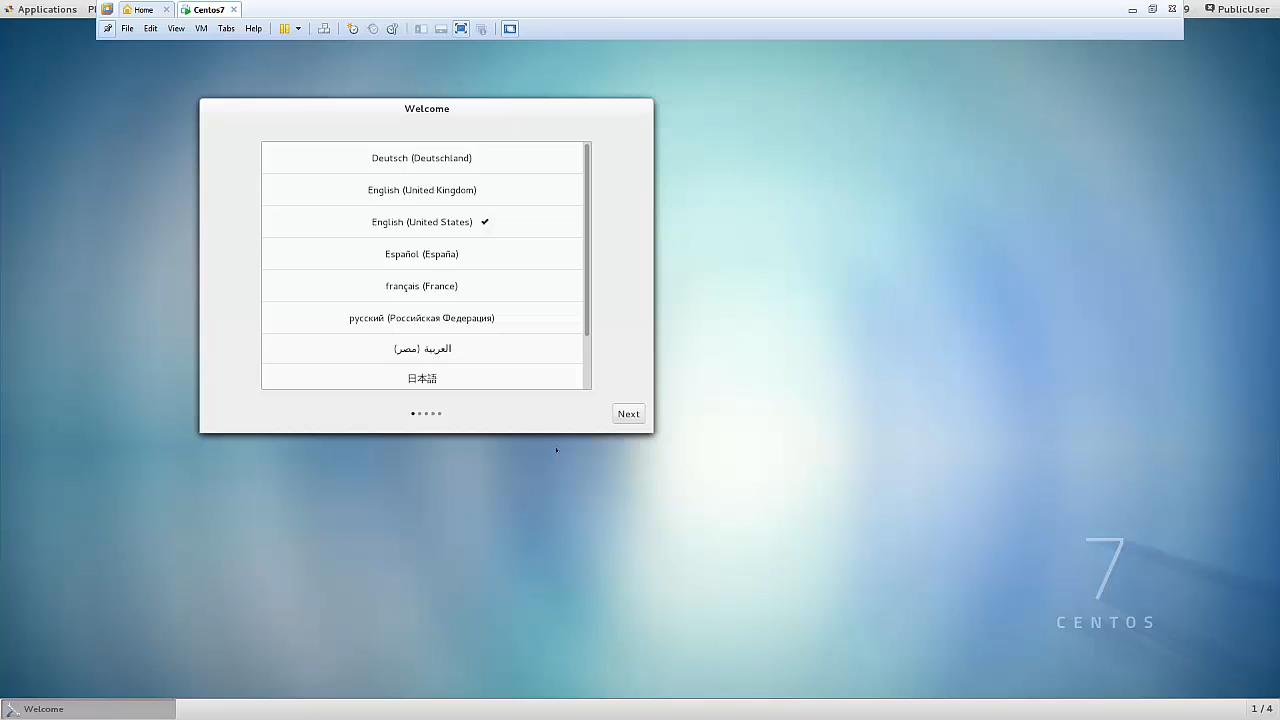 Applications
Home
Centos7
9
PublicUser
File Edit View VM Tabs Help
Welcome
Deutsch (Deutschland)
English (United Kingdom)
English (United States)
Español (España)
français (France)
русский (Российская Федерация)
العربية (مصر)
日本語
Next
7
CENTOS
Welcome
1 / 4